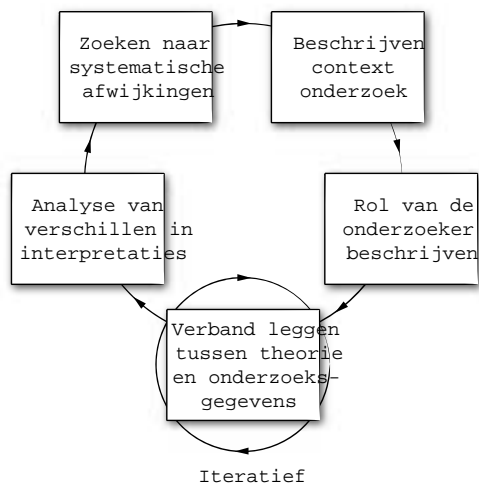 Zoeken naar
systematische
afwijkingen
Beschrijven
context
onderzoek
Rol van de
onderzoeker
beschrijven
Verband leggen
tussen theorie
en onderzoeks-
gegevens
Analyse van
verschillen in
interpretaties
Iteratief